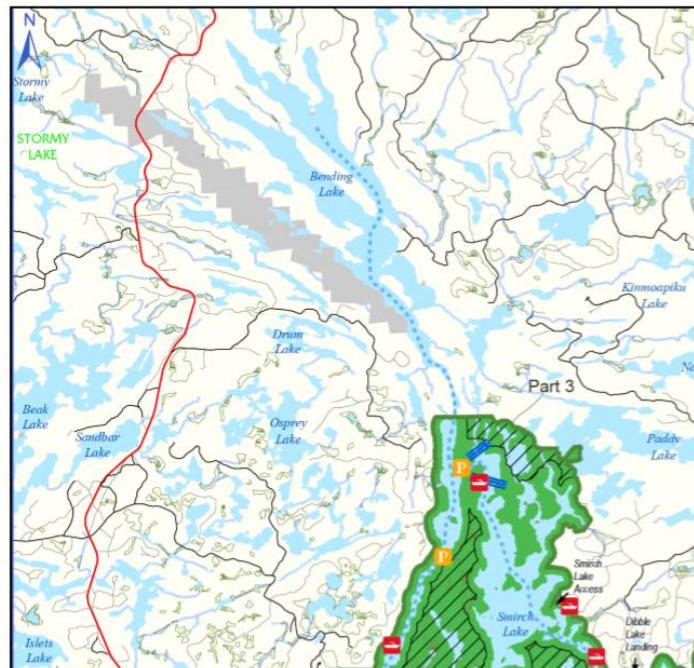 N
Stormy
Lake
STORMY
LAKE
Bending
Lake
Kinmoapiku
Lake
Drum
Lake
Part 3
Beak
Lake
Sandbar
Lake
Osprey
Lake
Paddy
Lake
P
P
Smirch
Lake
Access
Smirch
Lake
Dibble
Lake
Landing
Islets
Lake